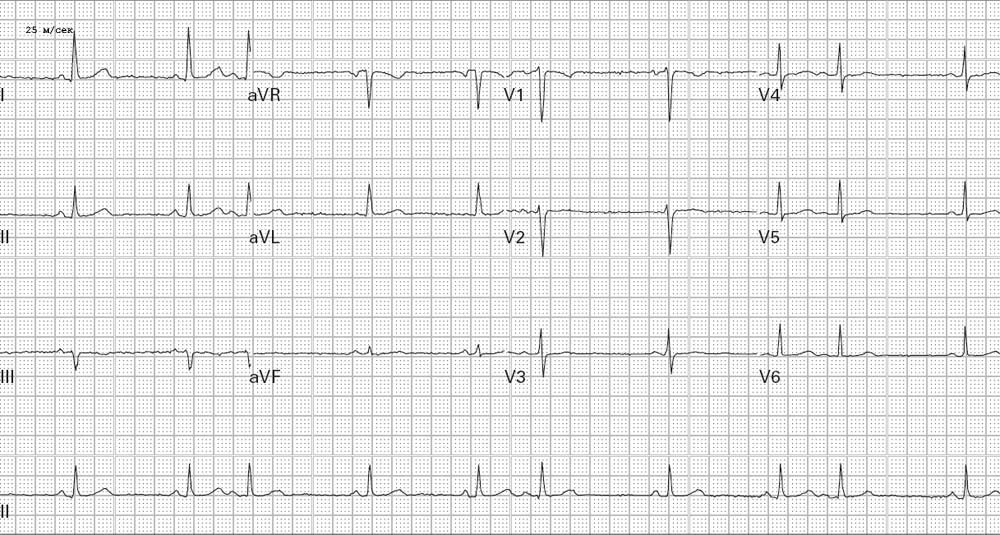 25 м/сек
I aVR V1 V4
II aVL V2 V5
III aVF V3 V6
II